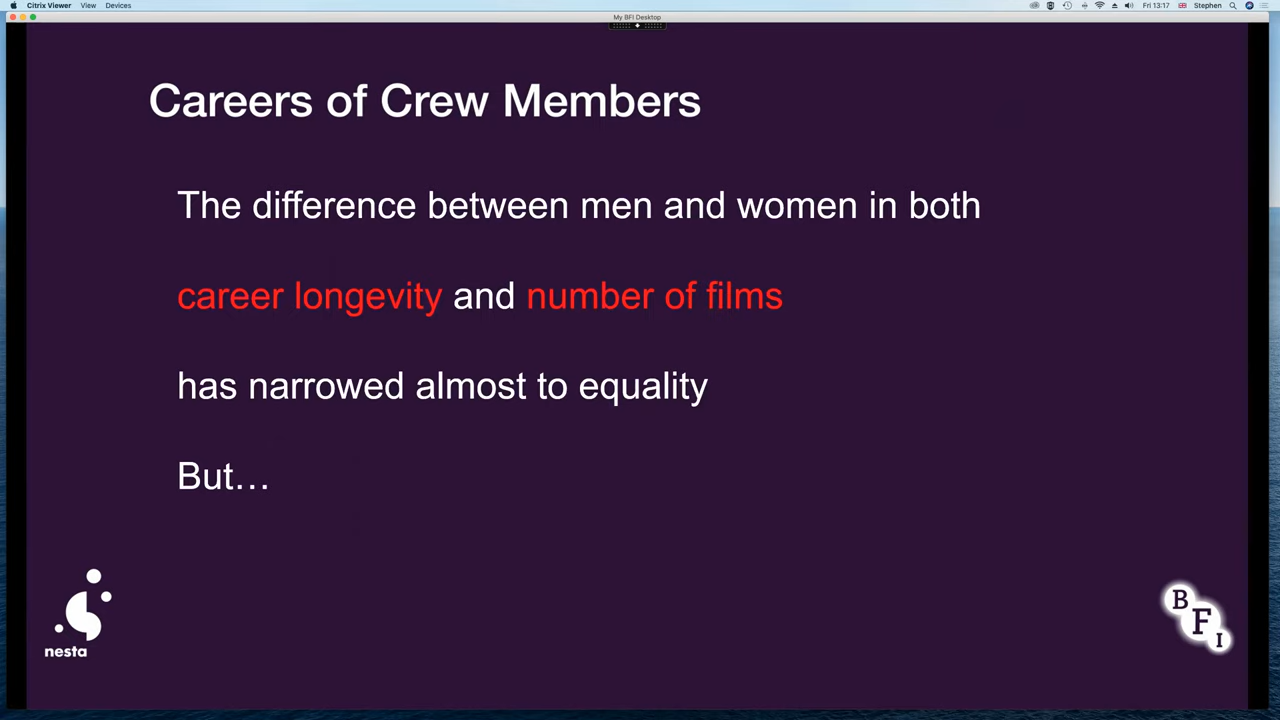 Citrix Viewer View Devices Fri 13:17 Stephen
My BFI Desktop
Careers of Crew Members
The difference between men and women in both
career longevity and number of films
has narrowed almost to equality
But…
nesta
BFI